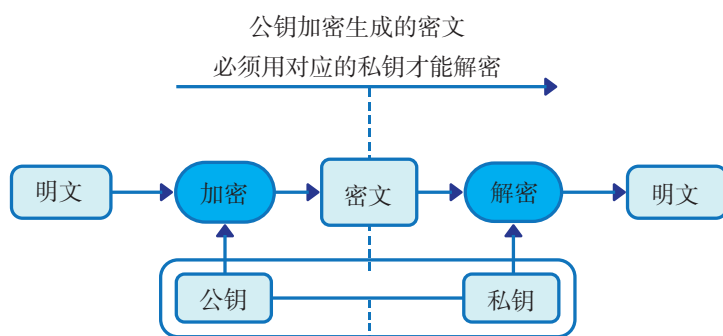 公钥加密生成的密文
必须用对应的私钥才能解密
明文
加密
密文
解密
明文
公钥
私钥